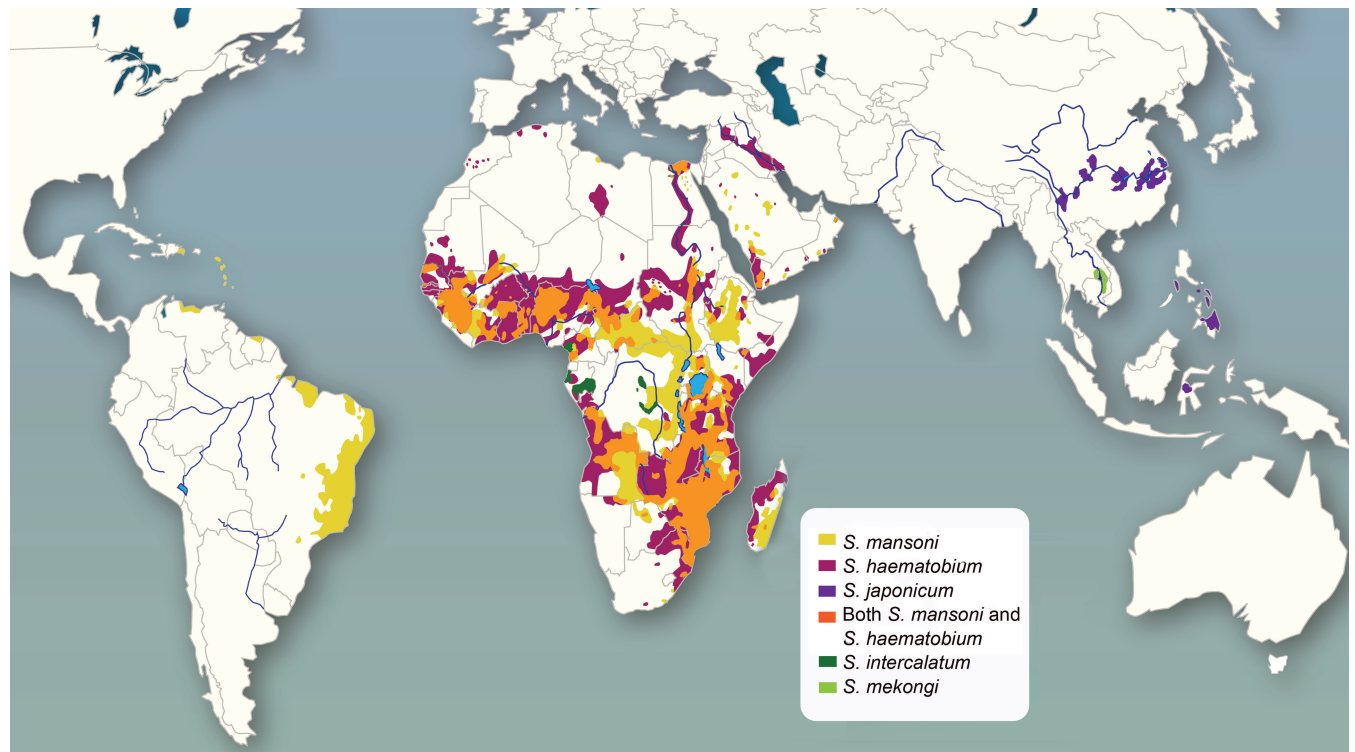 S. mansoni
S. haematobium
S. japonicum
Both S. mansoni and
S. haematobium
S. intercalatum
S. mekongi